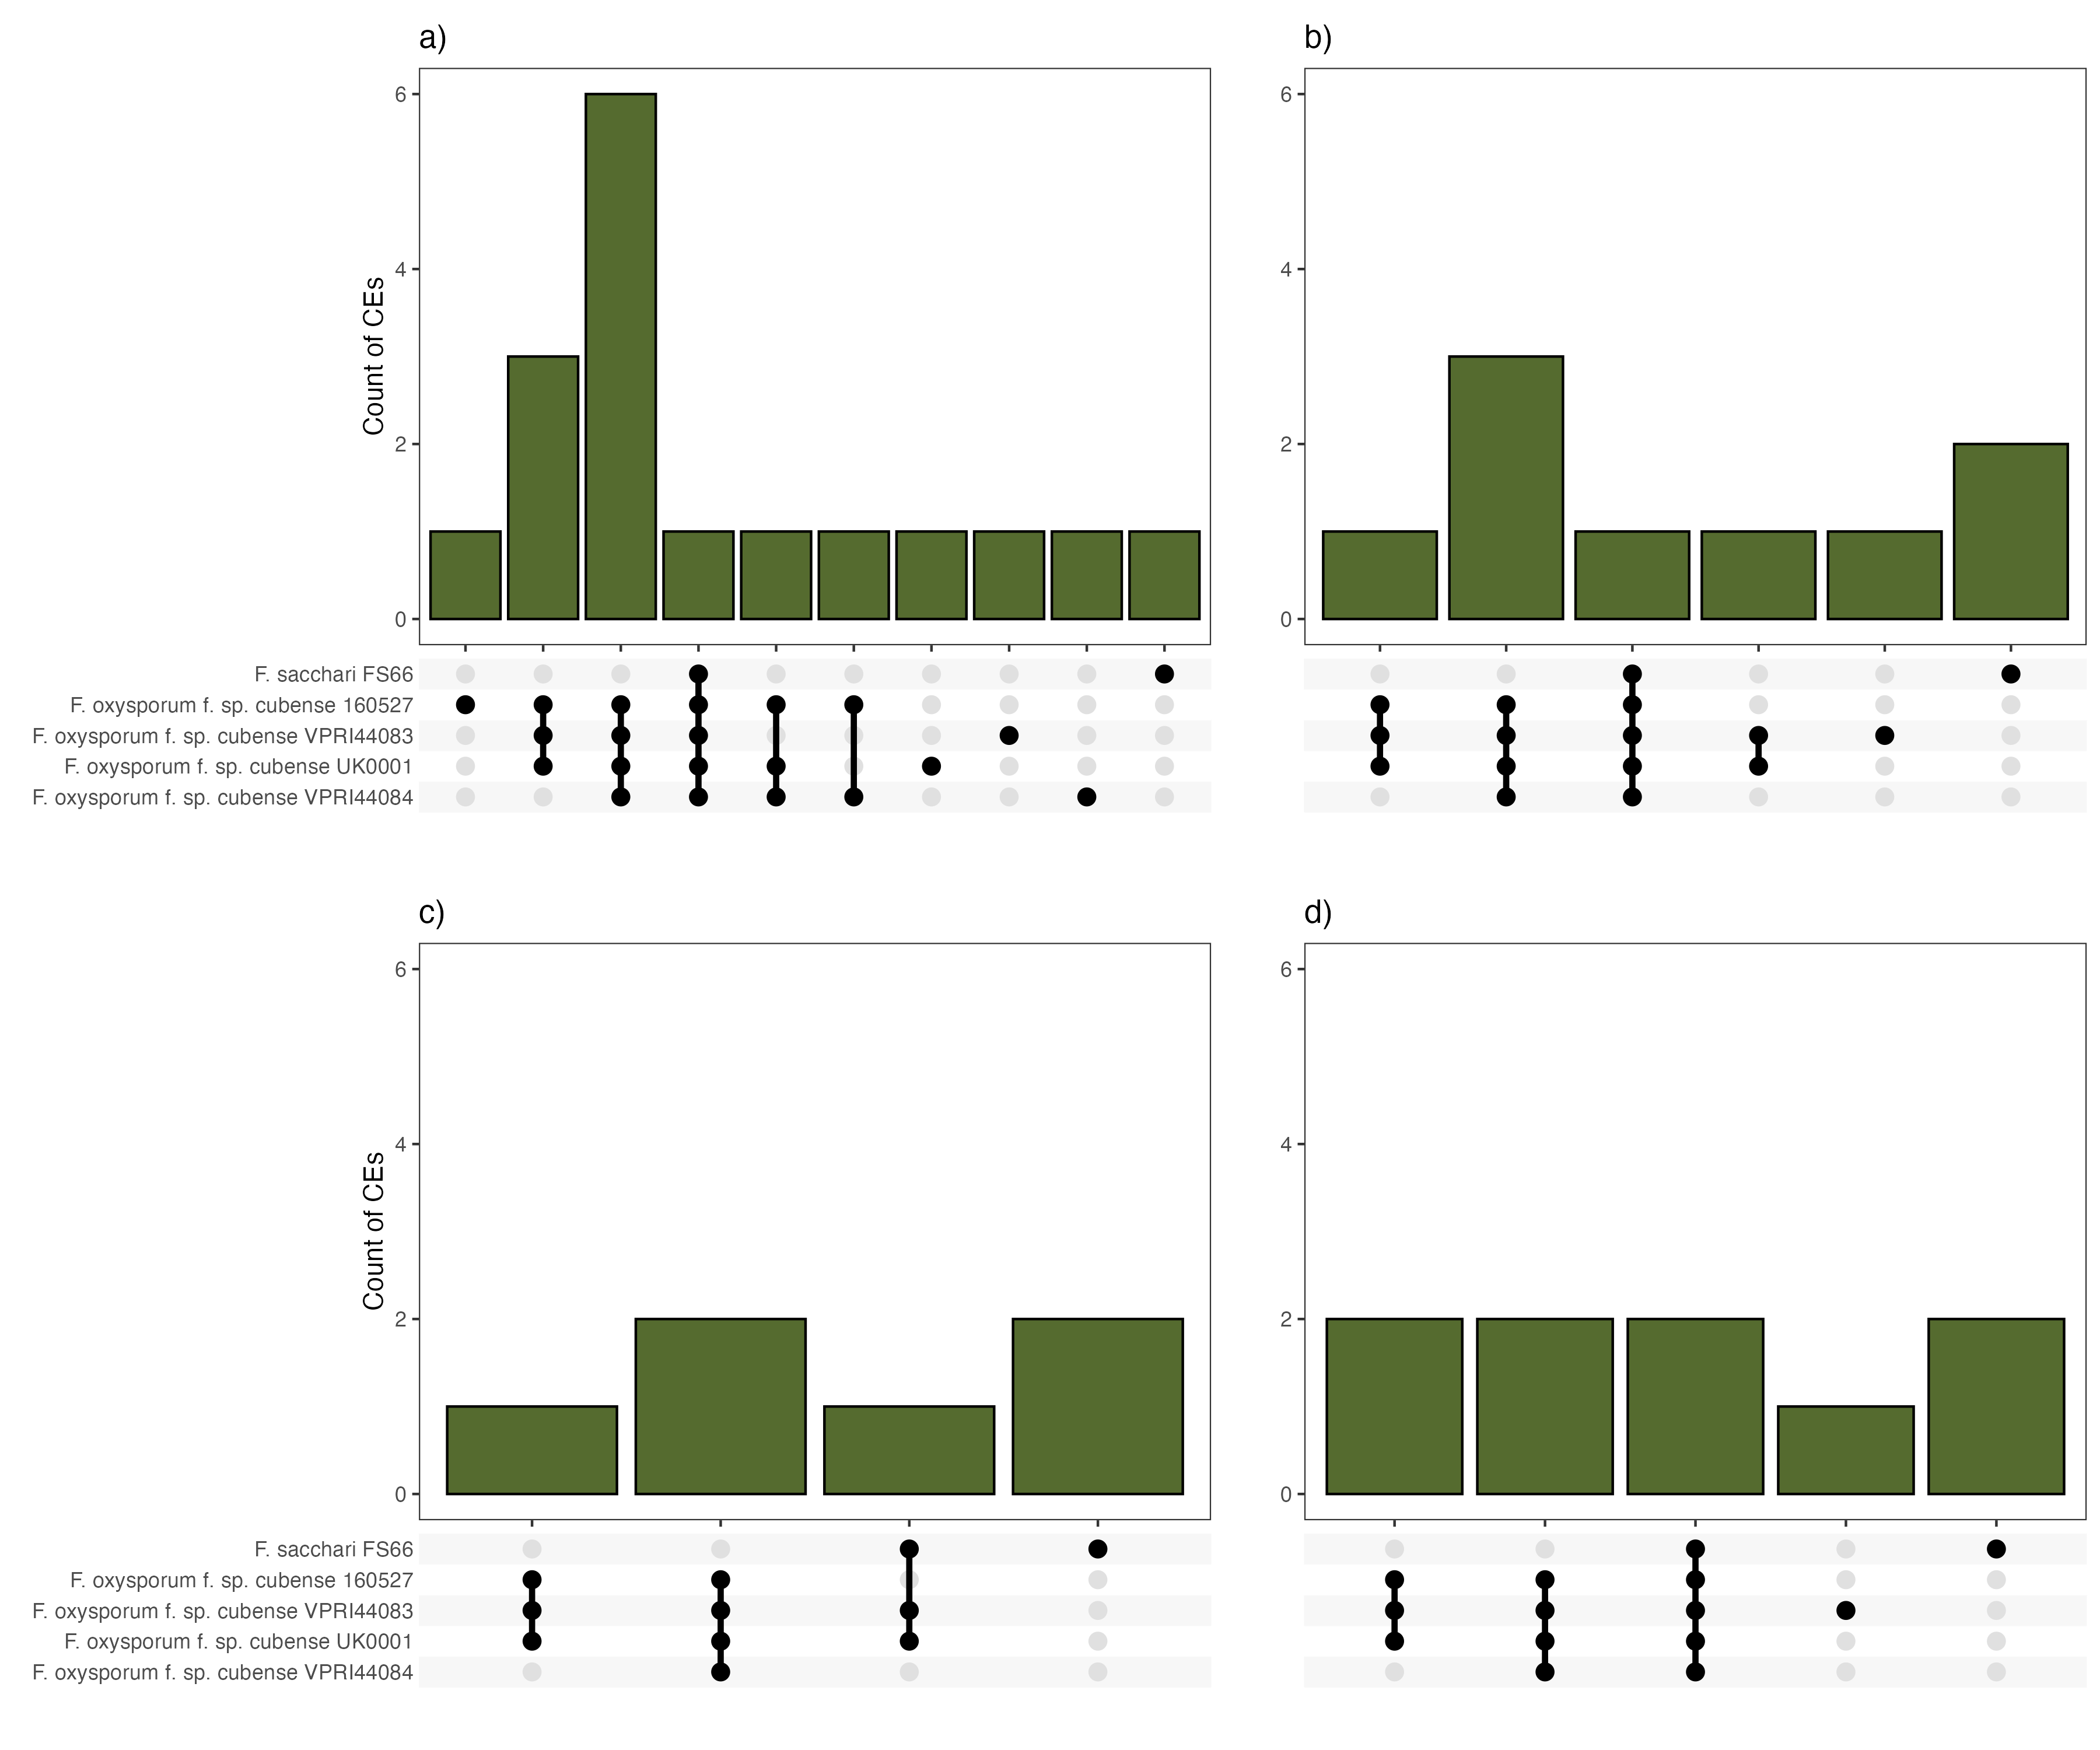 a)
6
4
2
0
Count of CEs
F. sacchari FS66
F. oxysporum f. sp. cubense 160527
F. oxysporum f. sp. cubense VPRI44083
F. oxysporum f. sp. cubense UK0001
F. oxysporum f. sp. cubense VPRI44084
b)
6
4
2
0
c)
6
4
2
0
Count of CEs
F. sacchari FS66
F. oxysporum f. sp. cubense 160527
F. oxysporum f. sp. cubense VPRI44083
F. oxysporum f. sp. cubense UK0001
F. oxysporum f. sp. cubense VPRI44084
d)
6
4
2
0